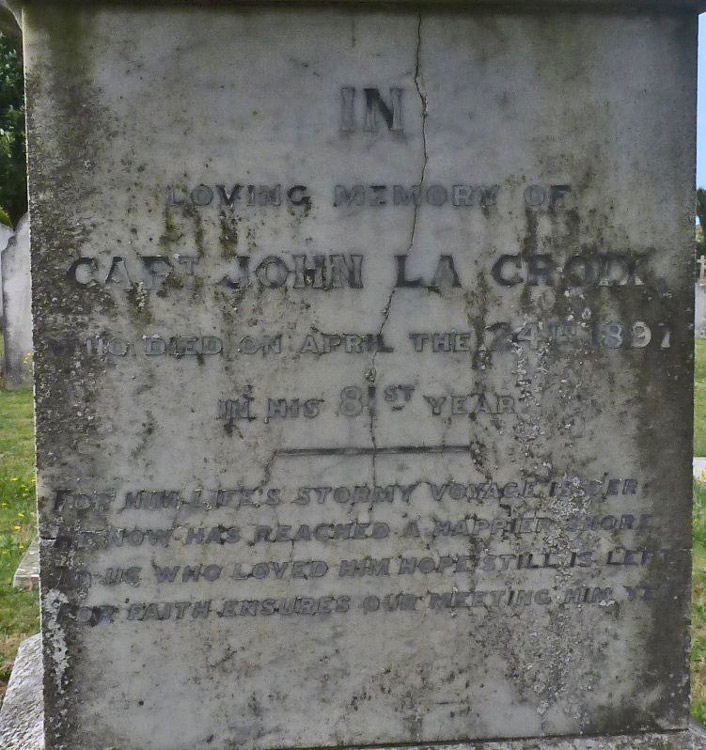 IN
LOVING MEMORY OF
CAPT JOHN LA CROIX,
WHO DIED ON APRIL THE 24TH 1897
IN HIS 81ST YEAR
FOR HIM LIFE'S STORMY VOYAGE IS O'ER
HE NOW HAS REACHED A HAPPIER SHORE
TO US WHO LOVED HIM HOPE STILL IS LEFT
FOR FAITH ENSURES OUR MEETING HIM YET